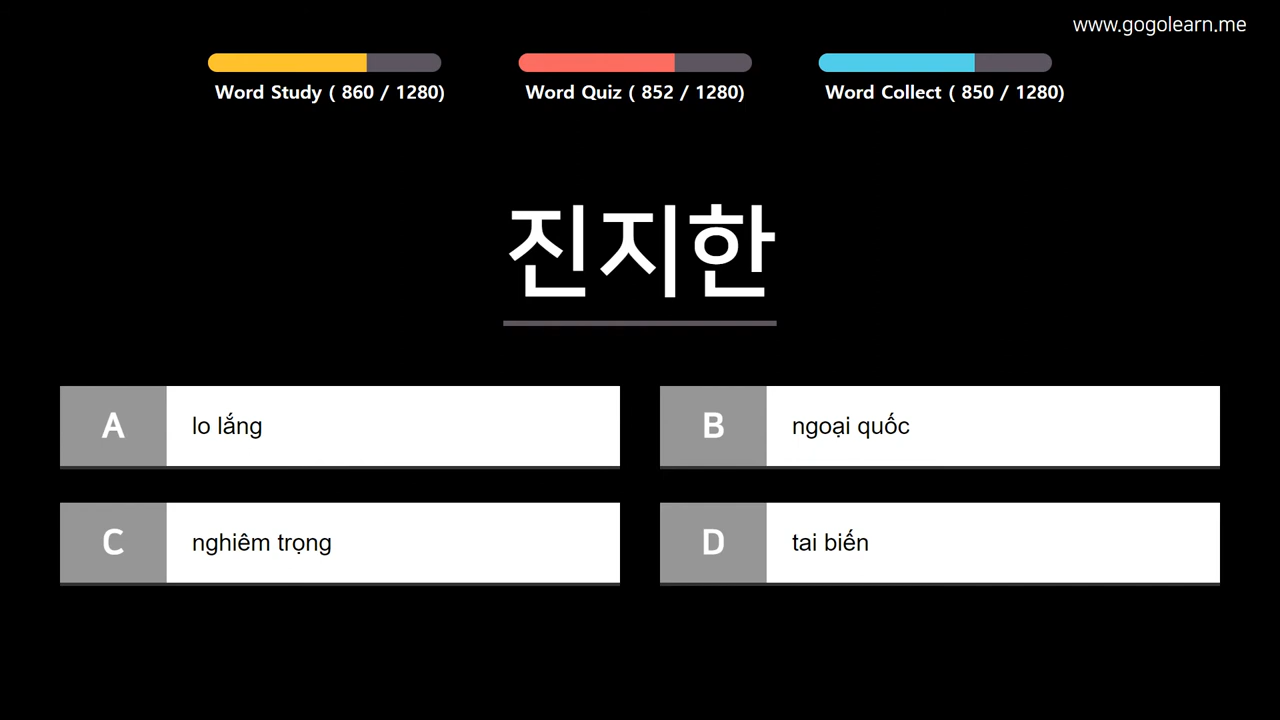 www.gogolearn.me
Word Study ( 860 / 1280)
Word Quiz ( 852 / 1280)
Word Collect ( 850 / 1280)
진지한
A lo lắng
B ngoại quốc
C nghiêm trọng
D tai biến